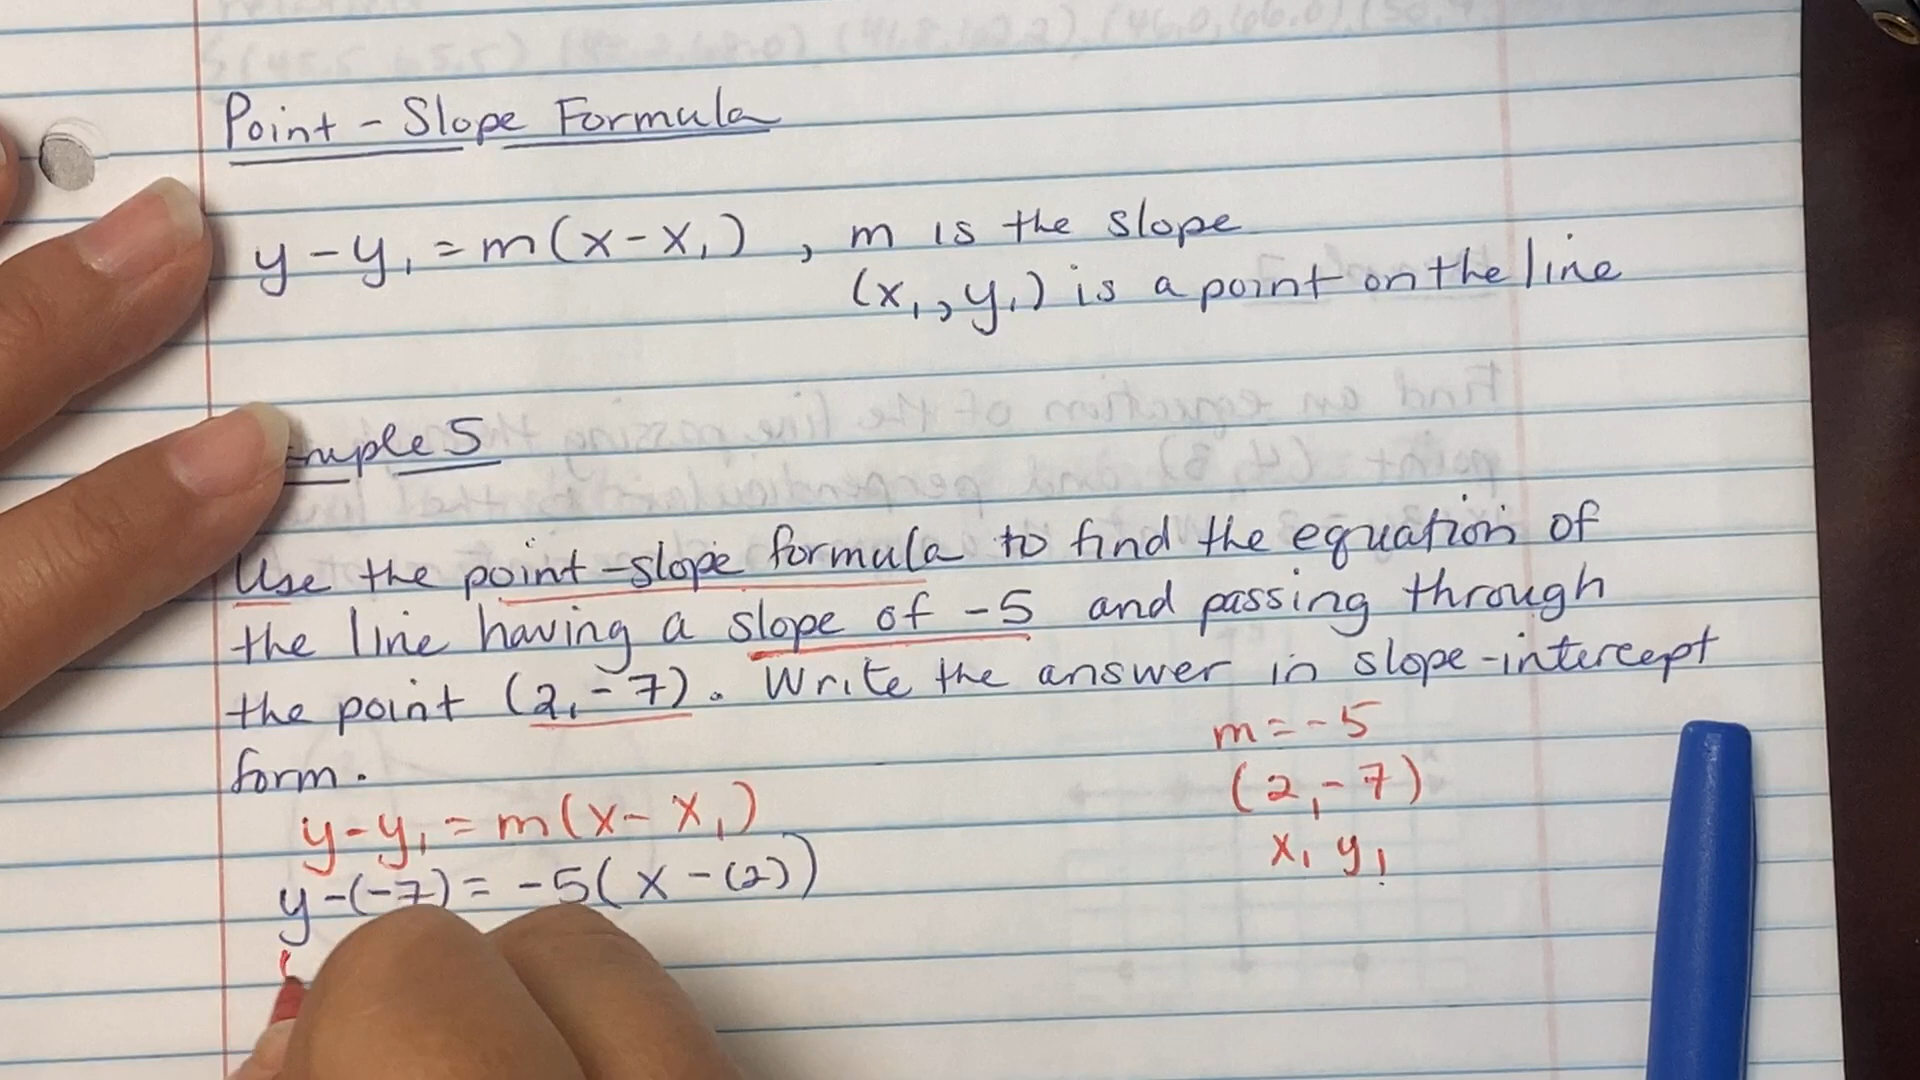 Point-Slope Formula
y-y₁ = m(x-x₁) , m is the slope
(x₁, y₁) is a point on the line
mple 5
Use the point-slope formula to find the equation of
the line having a slope of -5 and passing through
the point (2,-7). Write the answer in slope-intercept
form.
m = -5
(2,-7)
x₁ y₁
y-y₁ = m(x-x₁)
y-(-7) = -5(x-(2))